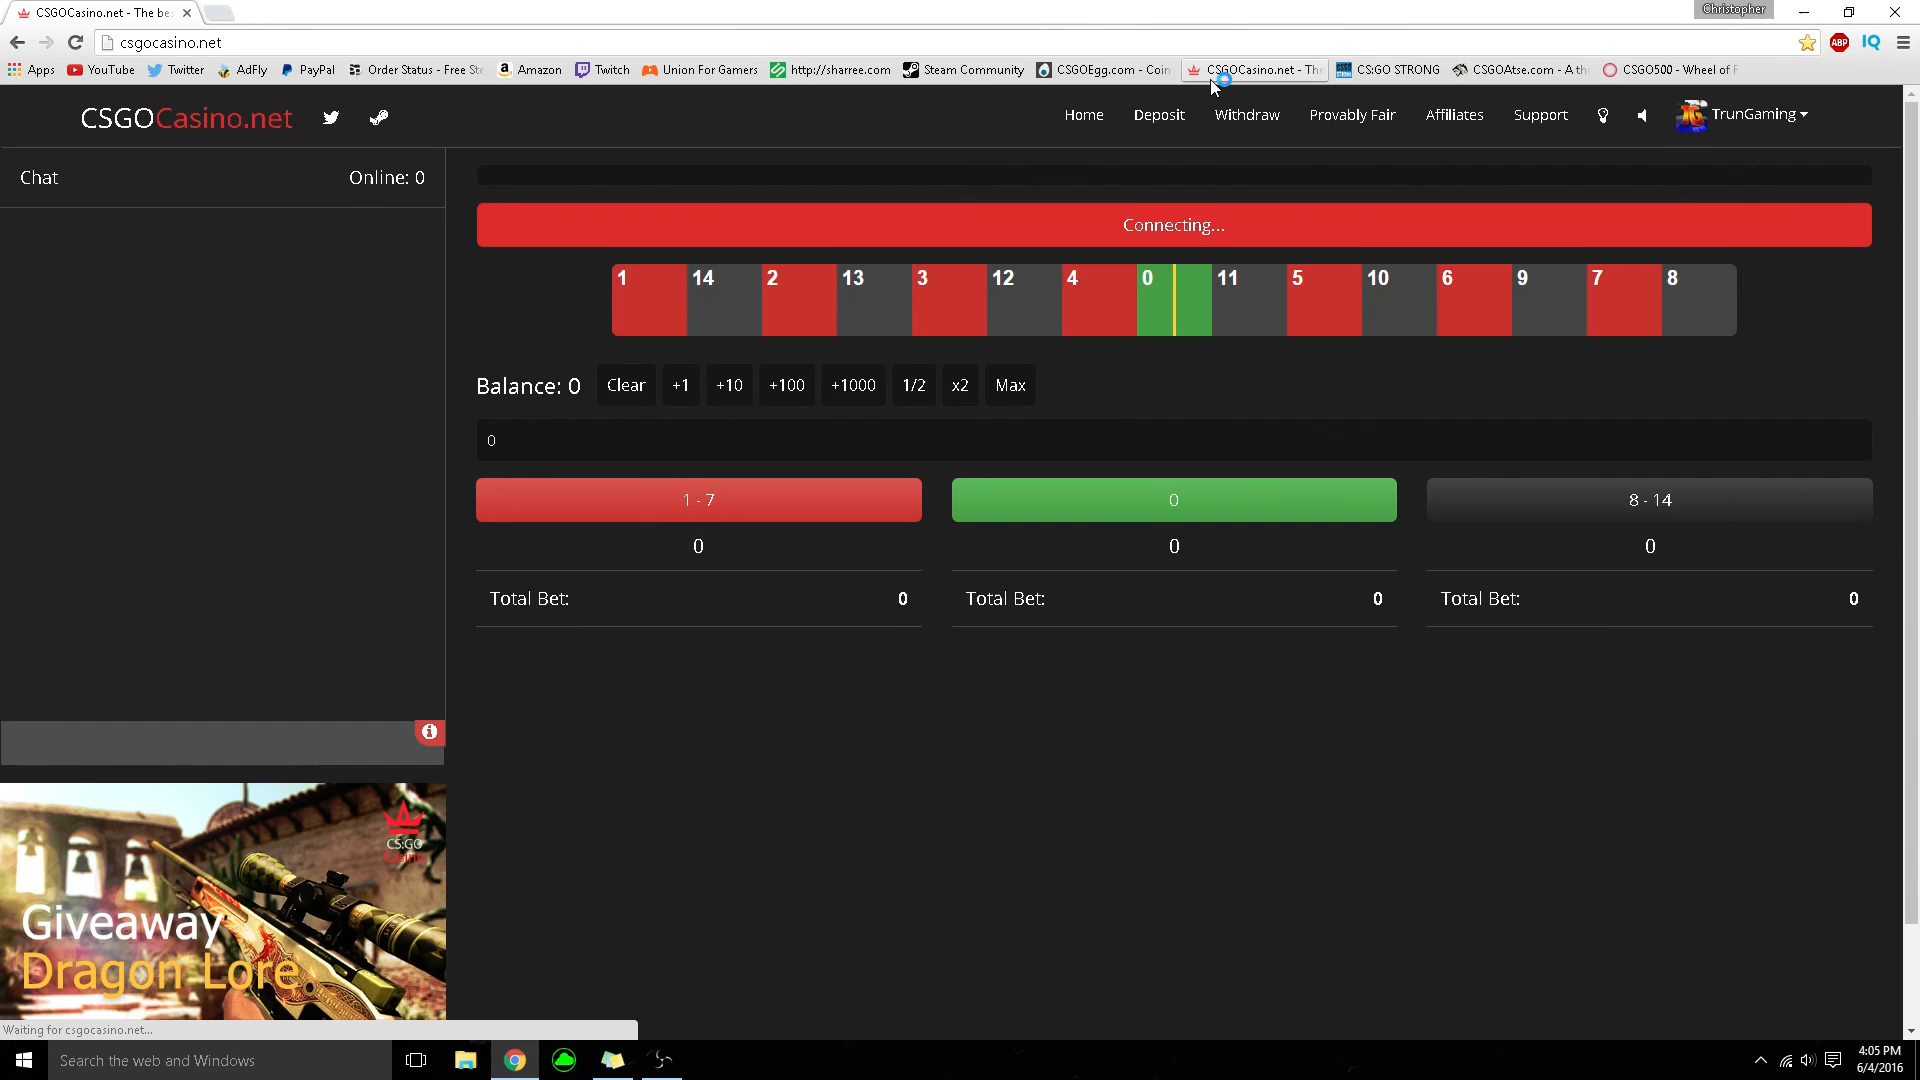 CSGOCasino.net - The be
Christopher
csgocasino.net
ABP
IQ
Apps
YouTube
Twitter
AdFly
PayPal
Order Status - Free Ste
Amazon
Twitch
Union For Gamers
http://sharree.com
Steam Community
CSGOEgg.com - Coin
CSGOCasino.net - The
CS:GO STRONG
CSGOAtse.com - A th
CSGO500 - Wheel of F
CSGOCasino.net
Home
Deposit
Withdraw
Provably Fair
Affiliates
Support
TrunGaming
Chat
Online: 0
Connecting...
1 14 2 13 3 12 4 0 11 5 10 6 9 7 8
Balance: 0
Clear
+1
+10
+100
+1000
1/2
x2
Max
0
1 - 7
0
8 - 14
0
0
0
Total Bet: 0
Total Bet: 0
Total Bet: 0
CS:GO
Casino
Giveaway
Dragon Lore
Waiting for csgocasino.net...
Search the web and Windows
4:05 PM
6/4/2016